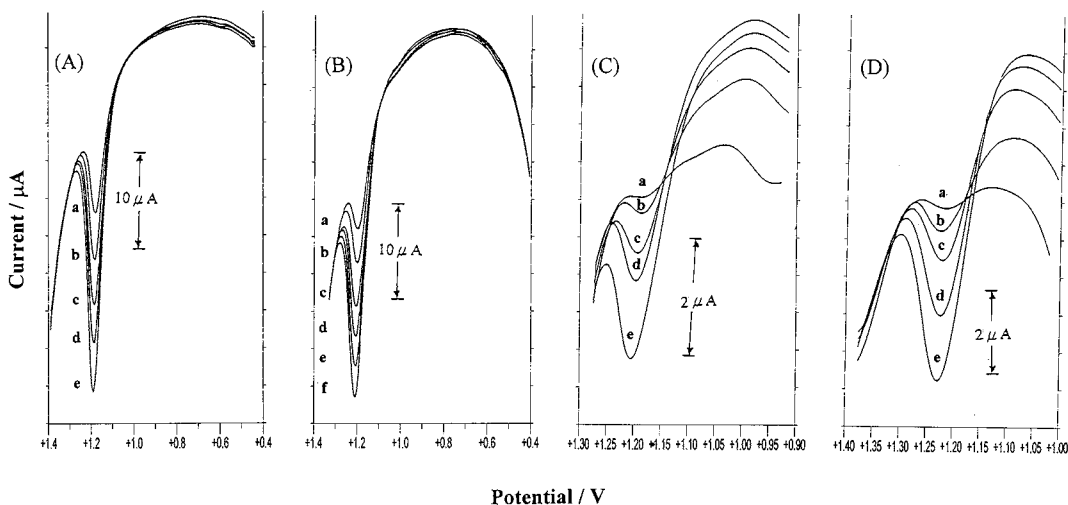 Current / μA
(A)
a
b
c
d
e
10 μA
+1.4 +1.2 +1.0 +0.8 +0.6 +0.4
(B)
a
b
c
d
e
f
10 μA
+1.4 +1.2 +1.0 +0.8 +0.6 +0.4
(C)
a
b
c
d
e
2 μA
+1.30 +1.25 +1.20 +1.15 +1.10 +1.05 +1.00 +0.95 +0.90
(D)
a
b
c
d
e
2 μA
+1.40 +1.35 +1.30 +1.25 +1.20 +1.15 +1.10 +1.05 +1.00
Potential / V